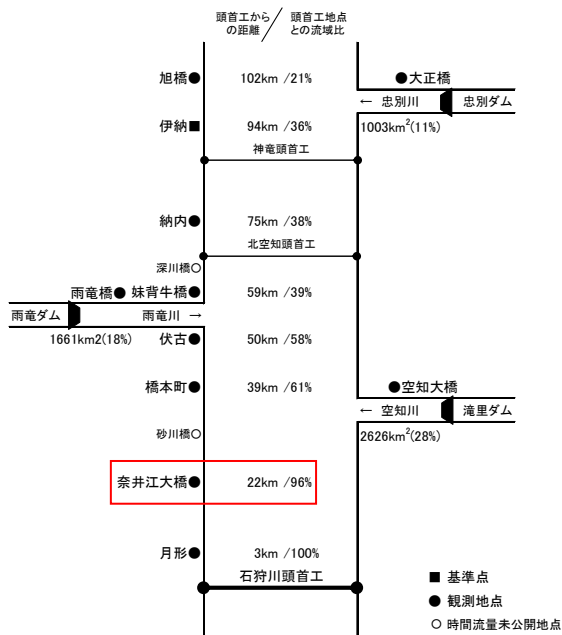 頭首工から
の距離
頭首工地点
との流域比
旭橋●
102km /21%
●大正橋
← 忠別川
忠別ダム
伊納■
94km /36%
1003km²(11%)
神竜頭首工
納内●
75km /38%
北空知頭首工
深川橋○
雨竜橋●
妹背牛橋●
59km /39%
雨竜ダム
雨竜川 →
1661km2(18%)
伏古●
50km /58%
橋本町●
39km /61%
●空知大橋
← 空知川
滝里ダム
砂川橋○
2626km²(28%)
奈井江大橋●
22km /96%
月形●
3km /100%
石狩川頭首工
■ 基準点
● 観測地点
○ 時間流量未公開地点